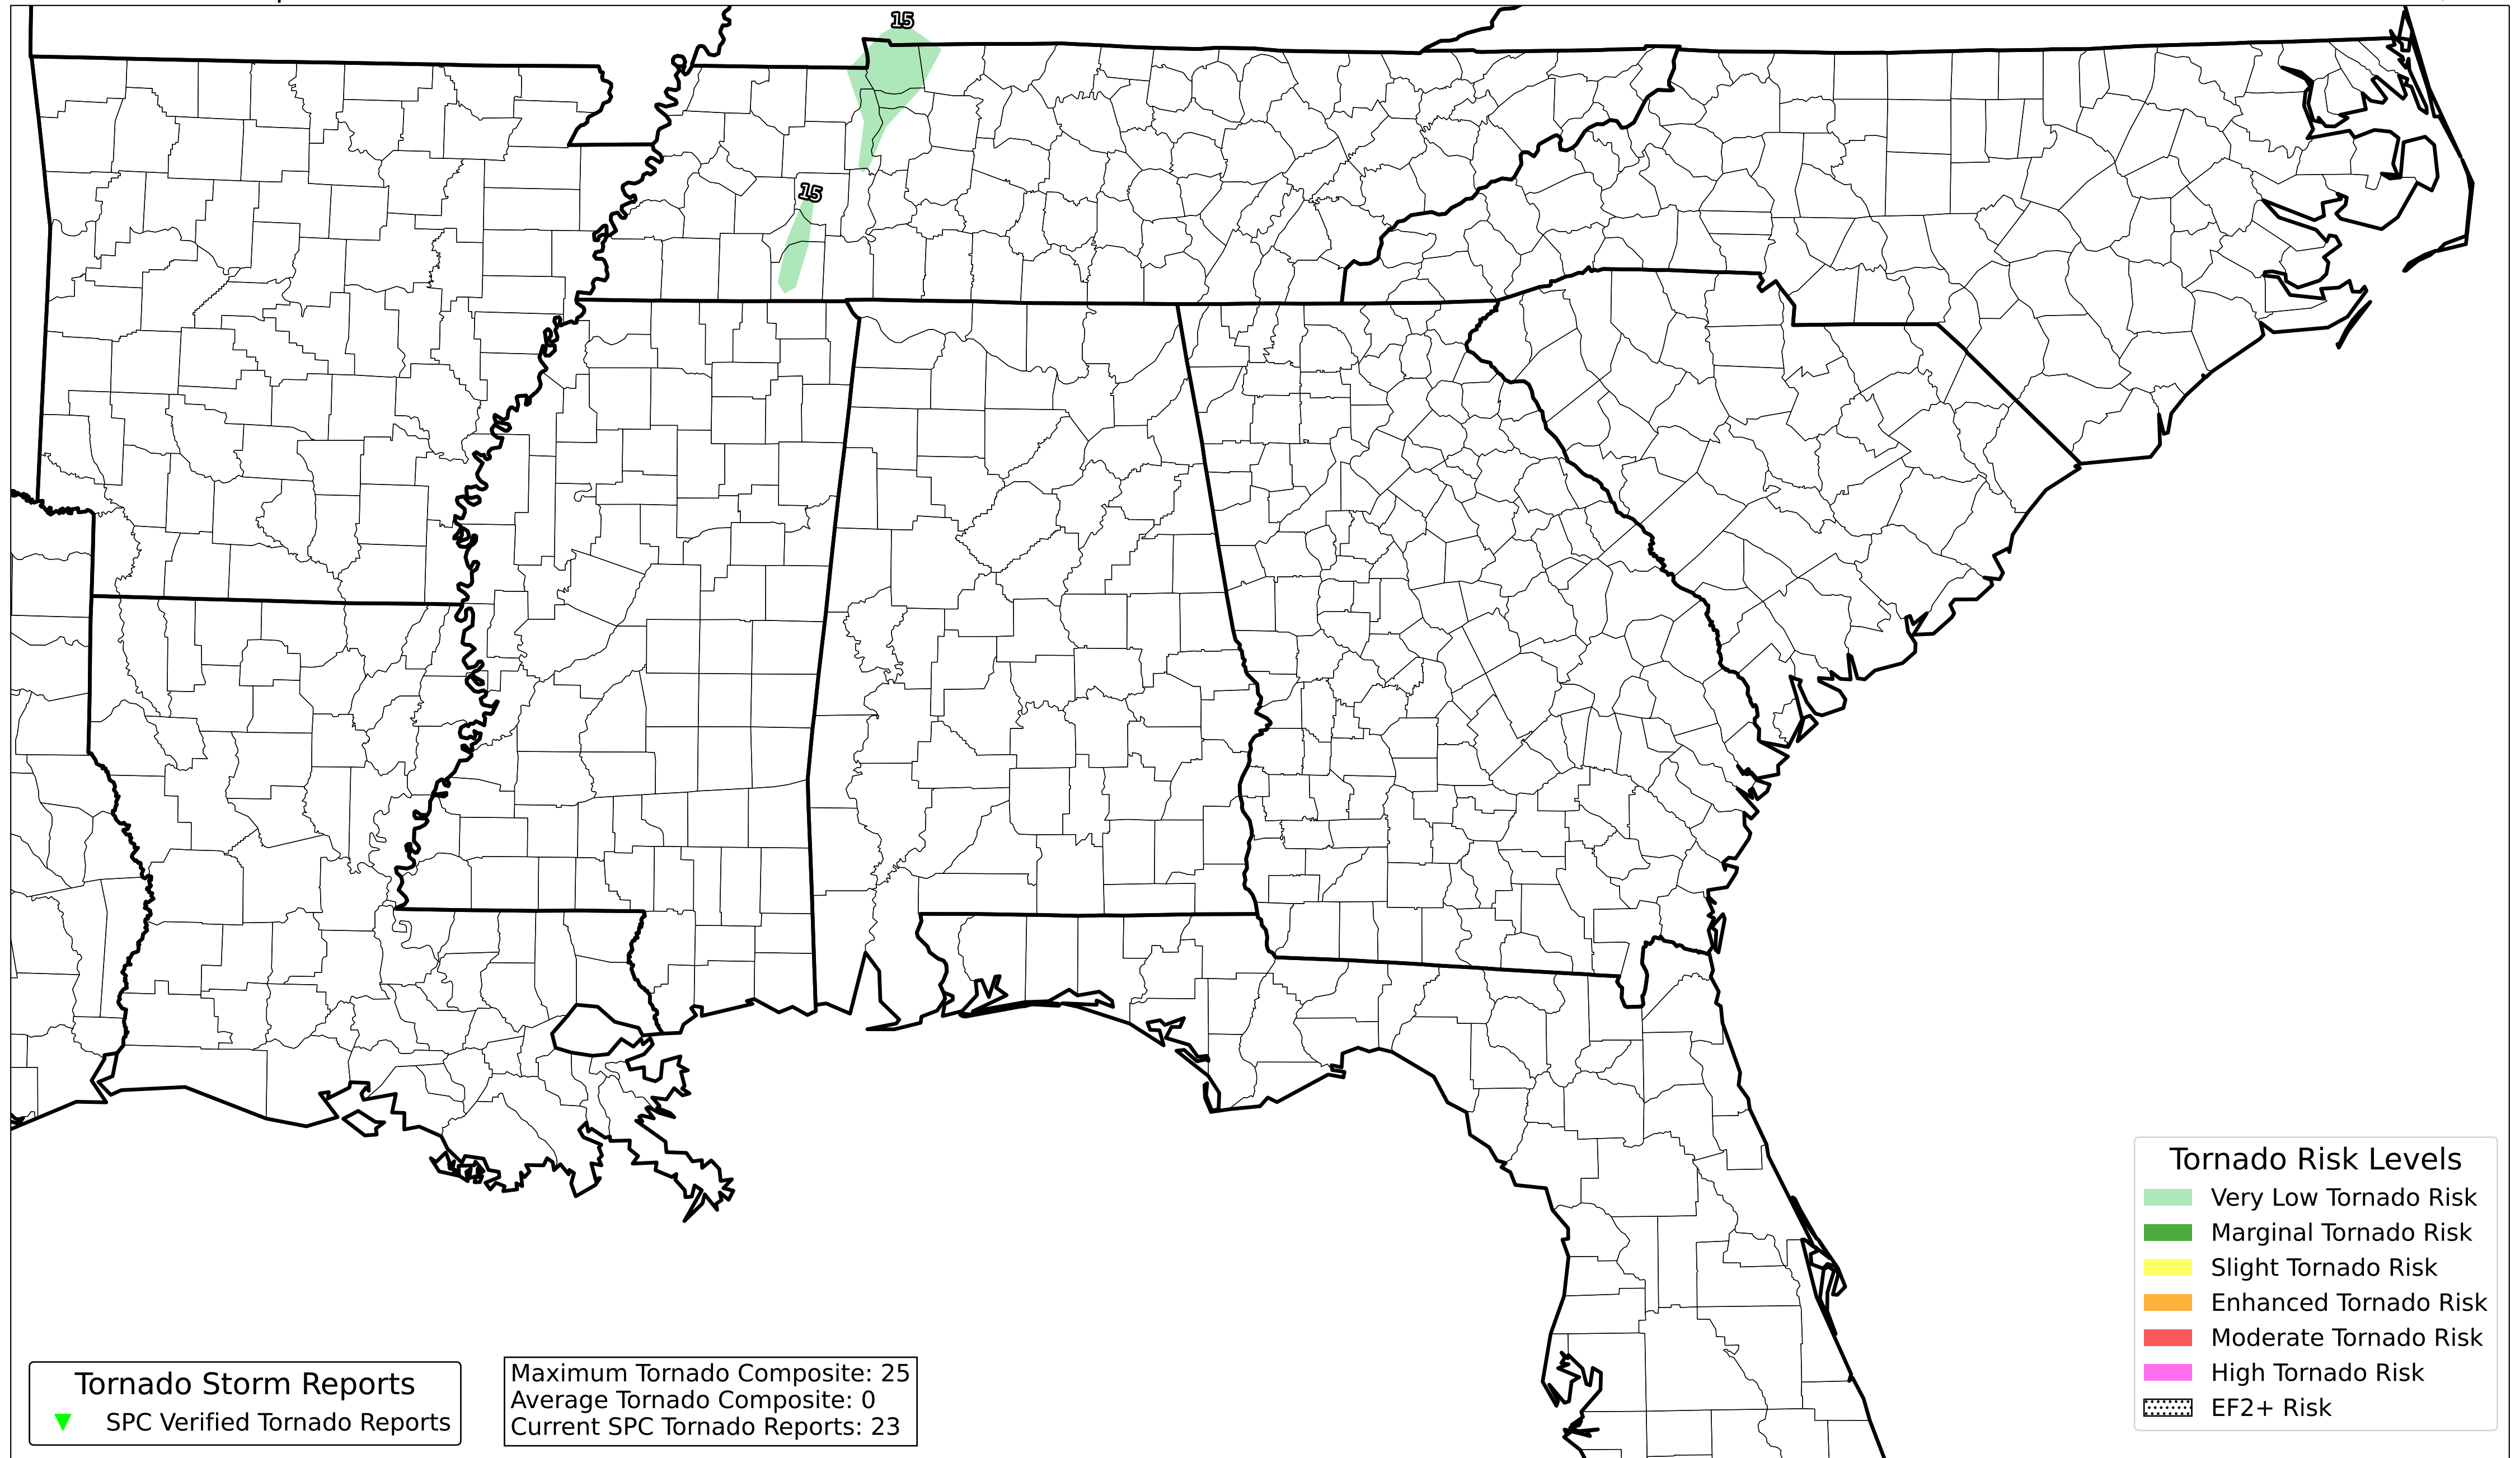 15
15
Tornado Risk Levels
Very Low Tornado Risk
Marginal Tornado Risk
Slight Tornado Risk
Enhanced Tornado Risk
Moderate Tornado Risk
High Tornado Risk
EF2+ Risk
Tornado Storm Reports
SPC Verified Tornado Reports
Maximum Tornado Composite: 25
Average Tornado Composite: 0
Current SPC Tornado Reports: 23